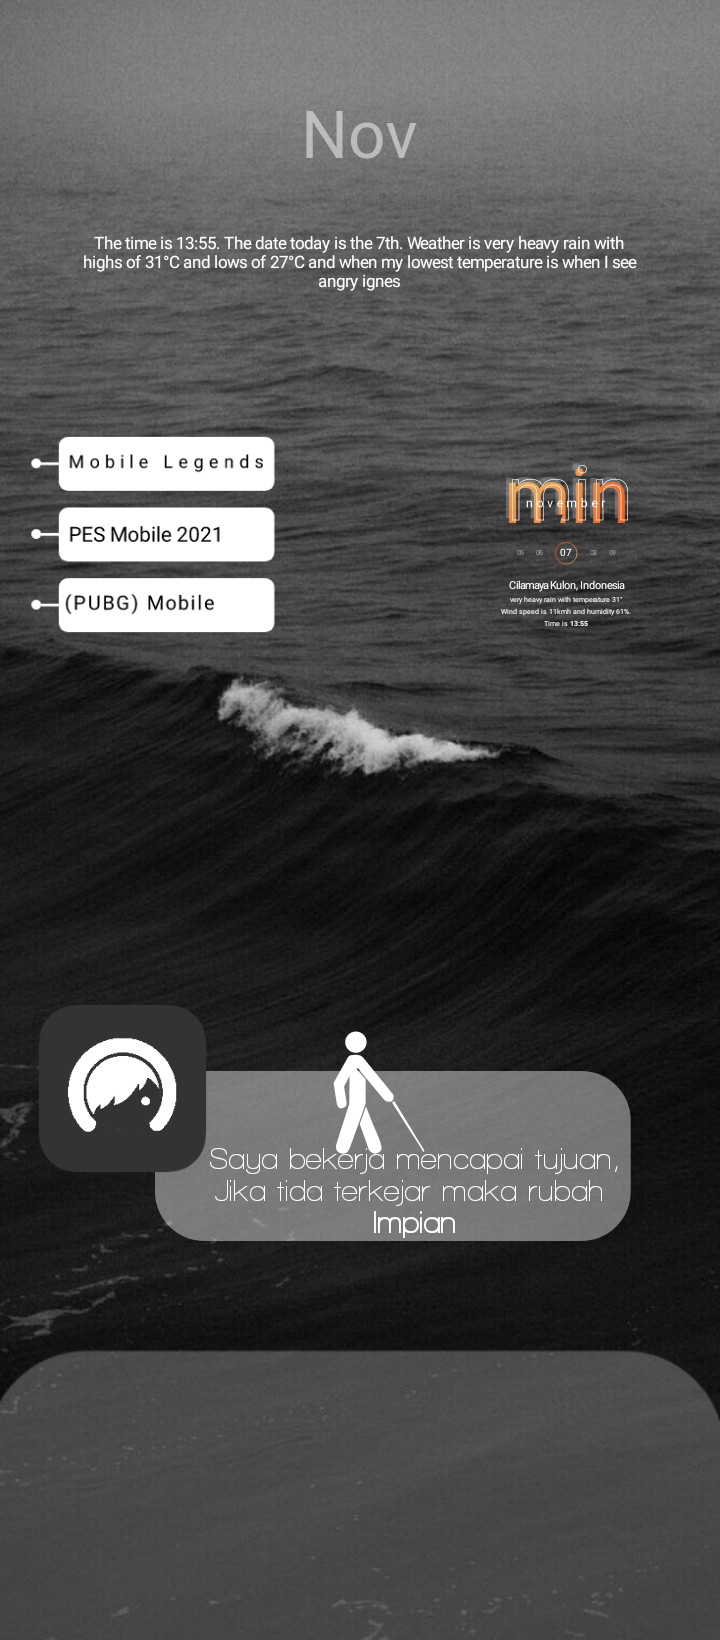 Nov
The time is 13:55. The date today is the 7th. Weather is very heavy rain with
highs of 31°C and lows of 27°C and when my lowest temperature is when I see
angry ignes
Mobile Legends
PES Mobile 2021
(PUBG) Mobile
min
november
07
Cilamaya Kulon, Indonesia
very heavy rain with temperature 31°
Wind speed is 11kmh and humidity 61%
Time is 13:55
Saya bekerja mencapai tujuan,
Jika tida terkejar maka rubah
Impian